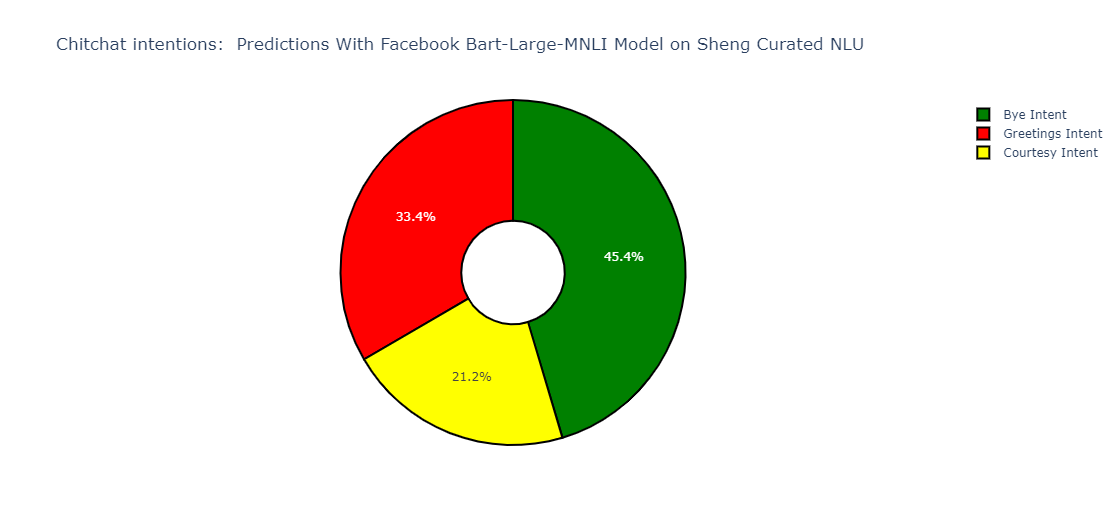 Chitchat intentions:  Predictions With Facebook Bart-Large-MNLI Model on Sheng Curated NLU
Bye Intent
Greetings Intent
Courtesy Intent
33.4%
45.4%
21.2%